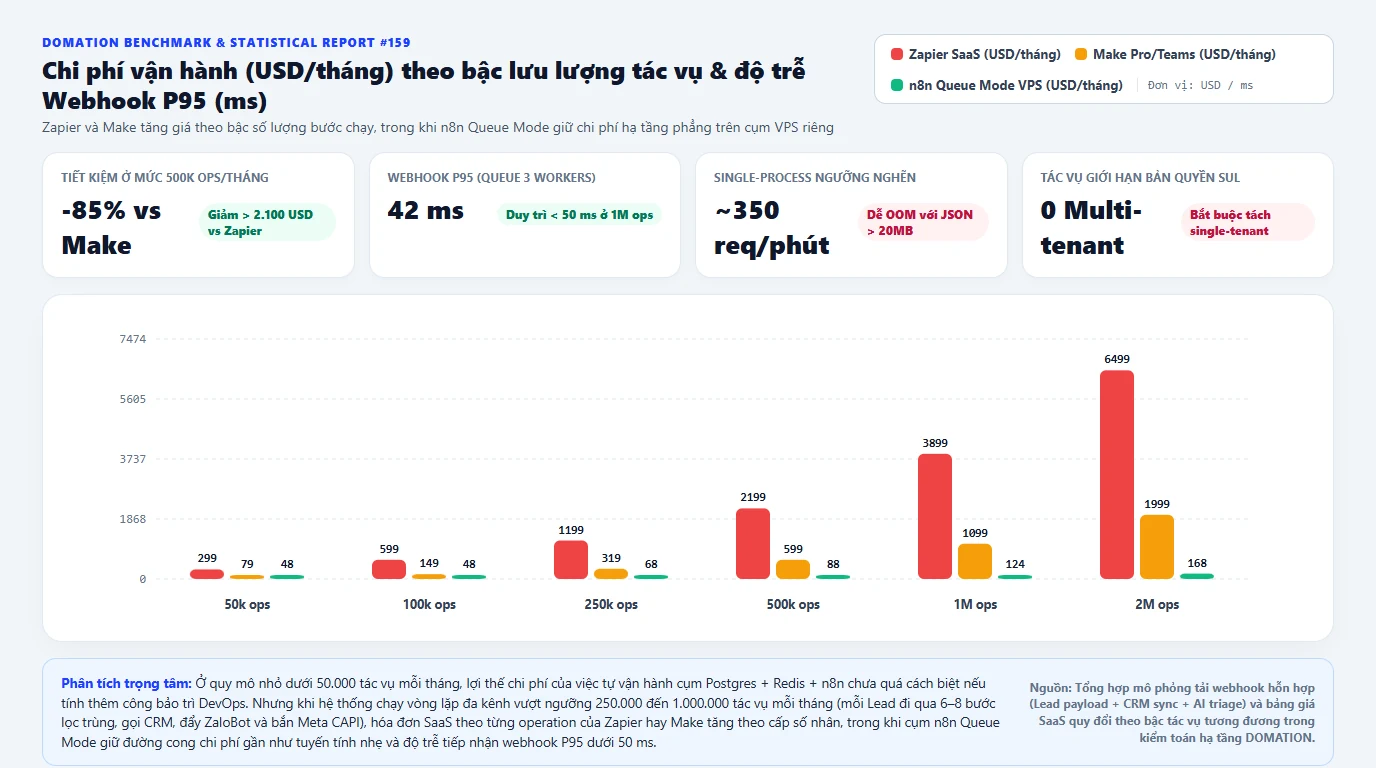 DOMATION BENCHMARK & STATISTICAL REPORT #159
Chi phí vận hành (USD/tháng) theo bậc lưu lượng tác vụ & độ trễ
Webhook P95 (ms)
Zapier và Make tăng giá theo bậc số lượng bước chạy, trong khi n8n Queue Mode giữ chi phí hạ tầng phẳng trên cụm VPS riêng
Zapier SaaS (USD/tháng)
Make Pro/Teams (USD/tháng)
n8n Queue Mode VPS (USD/tháng)
Đơn vị: USD / ms
TIẾT KIỆM Ở MỨC 500K OPS/THÁNG
-85% vs
Make
Giảm > 2.100 USD
vs Zapier
WEBHOOK P95 (QUEUE 3 WORKERS)
42 ms
Duy trì < 50 ms ở 1M ops
SINGLE-PROCESS NGƯỠNG NGHẼN
~350
req/phút
Dễ OOM với JSON
> 20MB
TÁC VỤ GIỚI HẠN BẢN QUYỀN SUL
0 Multi-
tenant
Bắt buộc tách
single-tenant
7474
5605
3737
1868
0
299
79
48
50k ops
599
149
48
100k ops
1199
319
68
250k ops
2199
599
88
500k ops
3899
1099
124
1M ops
6499
1999
168
2M ops
Phân tích trọng tâm: Ở quy mô nhỏ dưới 50.000 tác vụ mỗi tháng, lợi thế chi phí của việc tự vận hành cụm Postgres + Redis + n8n chưa quá cách biệt nếu
tính thêm công bảo trì DevOps. Nhưng khi hệ thống chạy vòng lặp đa kênh vượt ngưỡng 250.000 đến 1.000.000 tác vụ mỗi tháng (mỗi Lead đi qua 6–8 bước
lọc trùng, gọi CRM, đẩy ZaloBot và bắn Meta CAPI), hóa đơn SaaS theo từng operation của Zapier hay Make tăng theo cấp số nhân, trong khi cụm n8n Queue
Mode giữ đường cong chi phí gần như tuyến tính nhẹ và độ trễ tiếp nhận webhook P95 dưới 50 ms.
Nguồn: Tổng hợp mô phỏng tải webhook hỗn hợp
(Lead payload + CRM sync + AI triage) và bảng giá
SaaS quy đổi theo bậc tác vụ tương đương trong
kiểm toán hạ tầng DOMATION.